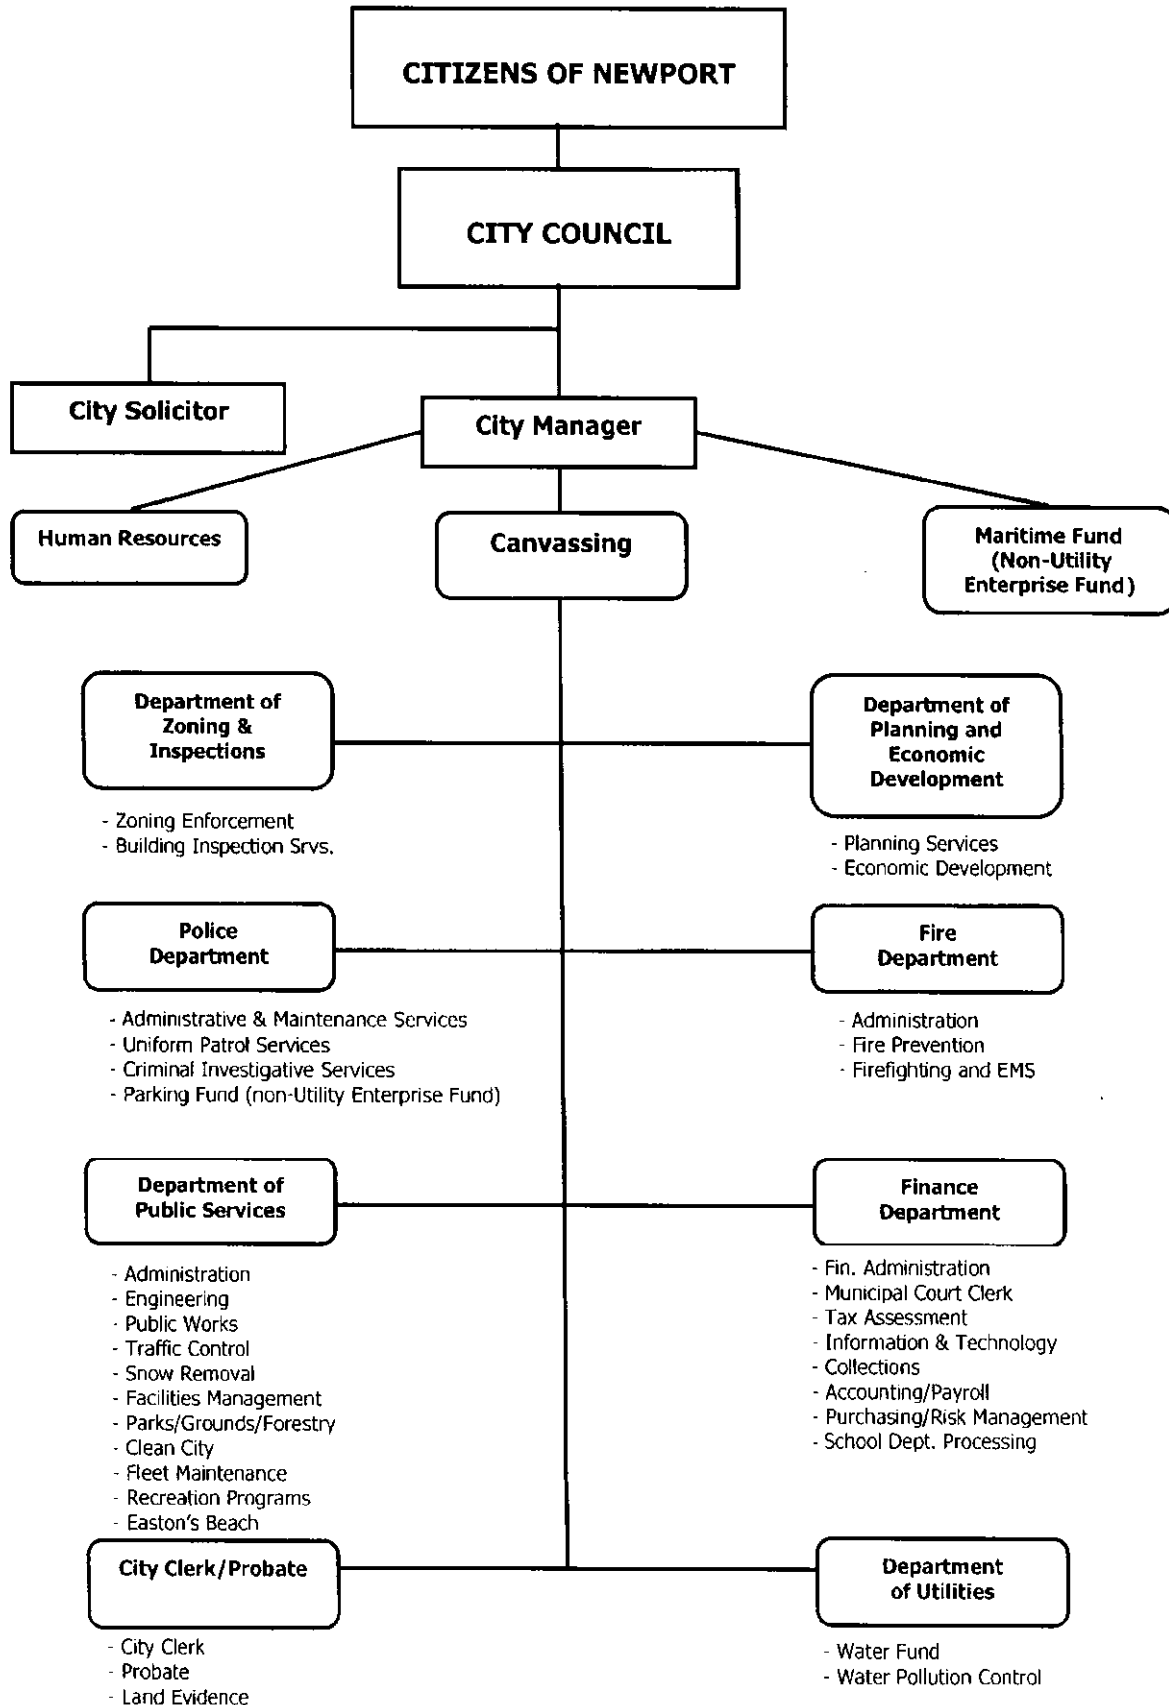 CITIZENS OF NEWPORT
CITY COUNCIL
City Solicitor
City Manager
Human Resources
Canvassing
Maritime Fund
(Non-Utility
Enterprise Fund)
Department of
Zoning &
Inspections
- Zoning Enforcement
- Building Inspection Srvs.
Department of
Planning and
Economic
Development
- Planning Services
- Economic Development
Police
Department
- Administrative & Maintenance Services
- Uniform Patrol Services
- Criminal Investigative Services
- Parking Fund (non-Utility Enterprise Fund)
Fire
Department
- Administration
- Fire Prevention
- Firefighting and EMS
Department of
Public Services
- Administration
- Engineering
- Public Works
- Traffic Control
- Snow Removal
- Facilities Management
- Parks/Grounds/Forestry
- Clean City
- Fleet Maintenance
- Recreation Programs
- Easton's Beach
Finance
Department
- Fin. Administration
- Municipal Court Clerk
- Tax Assessment
- Information & Technology
- Collections
- Accounting/Payroll
- Purchasing/Risk Management
- School Dept. Processing
City Clerk/Probate
- City Clerk
- Probate
- Land Evidence
Department
of Utilities
- Water Fund
- Water Pollution Control